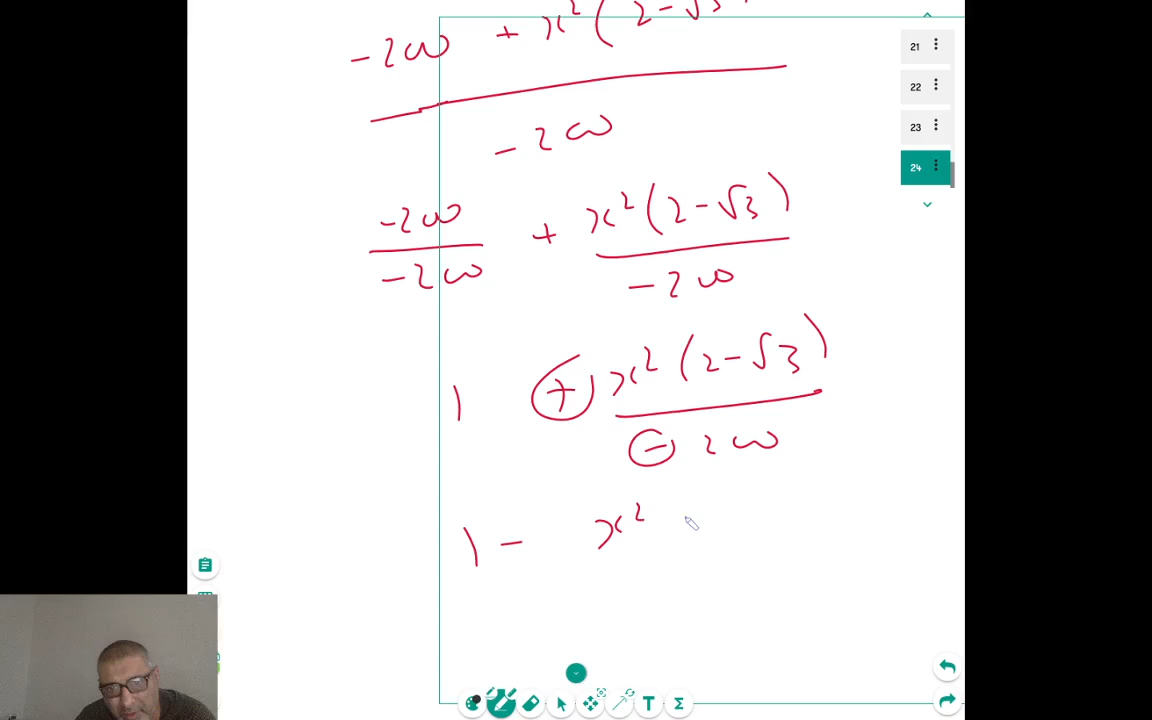 -2ω + x²(2-√3)
-2ω
-2ω + x²(2-√3)
-2ω -2ω
1 + x²(2-√3)
- 2ω
1 - x²
21
22
23
24
T Σ